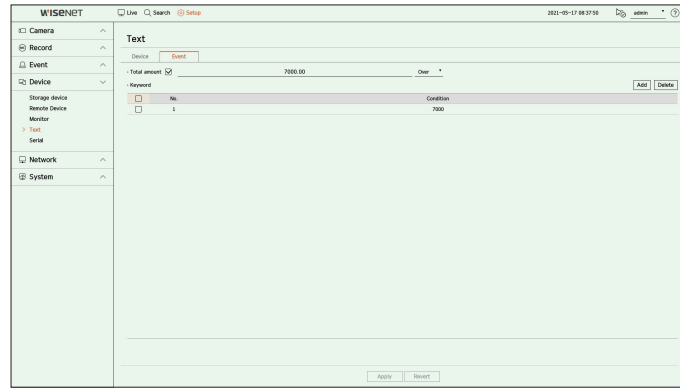 WISENET
Live Search Setup
2021-05-17 08:37:50 admin
Camera
Record
Event
Device
Storage device
Remote Device
Monitor
> Text
Serial
Network
System
Text
Device Event
Total amount 7000.00 Over
Keyword Add Delete
No. Condition
1 7000
Apply Revert